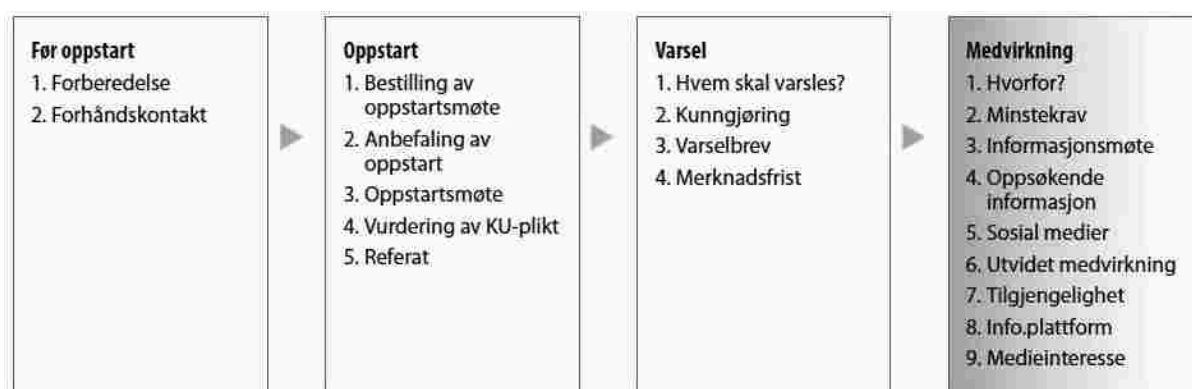 Før oppstart
1. Forberedelse
2. Forhåndskontakt
Oppstart
1. Bestilling av
oppstartsmøte
2. Anbefaling av
oppstart
3. Oppstartsmøte
4. Vurdering av KU-plikt
5. Referat
Varsel
1. Hvem skal varsles?
2. Kunngjøring
3. Varselbrev
4. Merknadsfrist
Medvirkning
1. Hvorfor?
2. Minstekrav
3. Informasjonsmøte
4. Oppsøkende
informasjon
5. Sosial medier
6. Utvidet medvirkning
7. Tilgjengelighet
8. Info.plattform
9. Medieinteresse